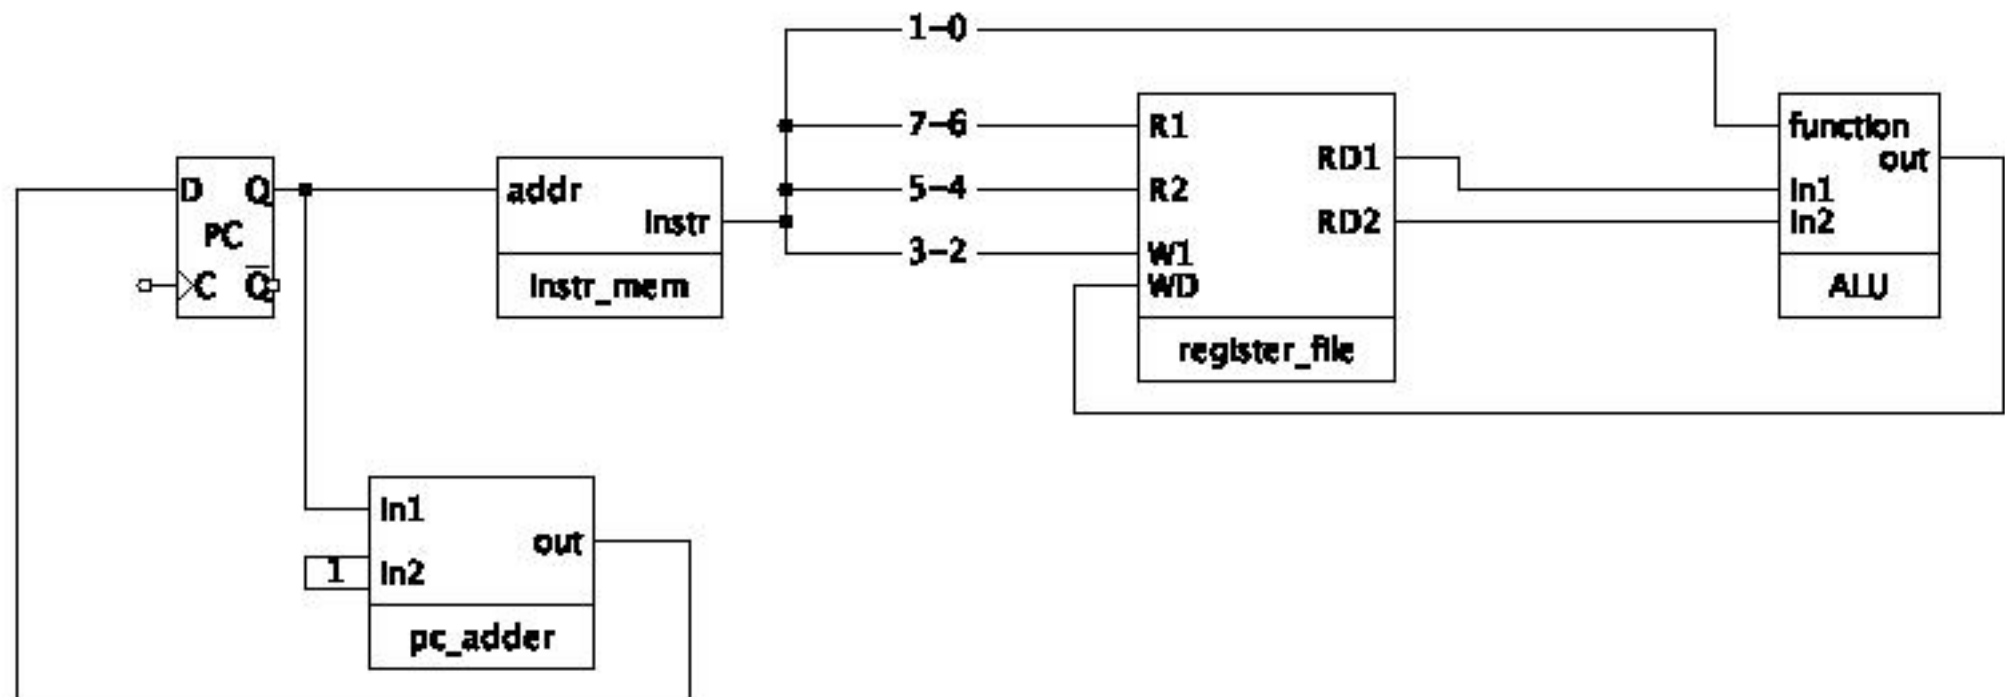 1-0
7-6
5-4
3-2
D Q
PC
C Q
addr
Instr
Instr_mem
R1
R2
W1
WD
RD1
RD2
register_file
function
out
In1
In2
ALU
In1
1 In2
out
pc_adder